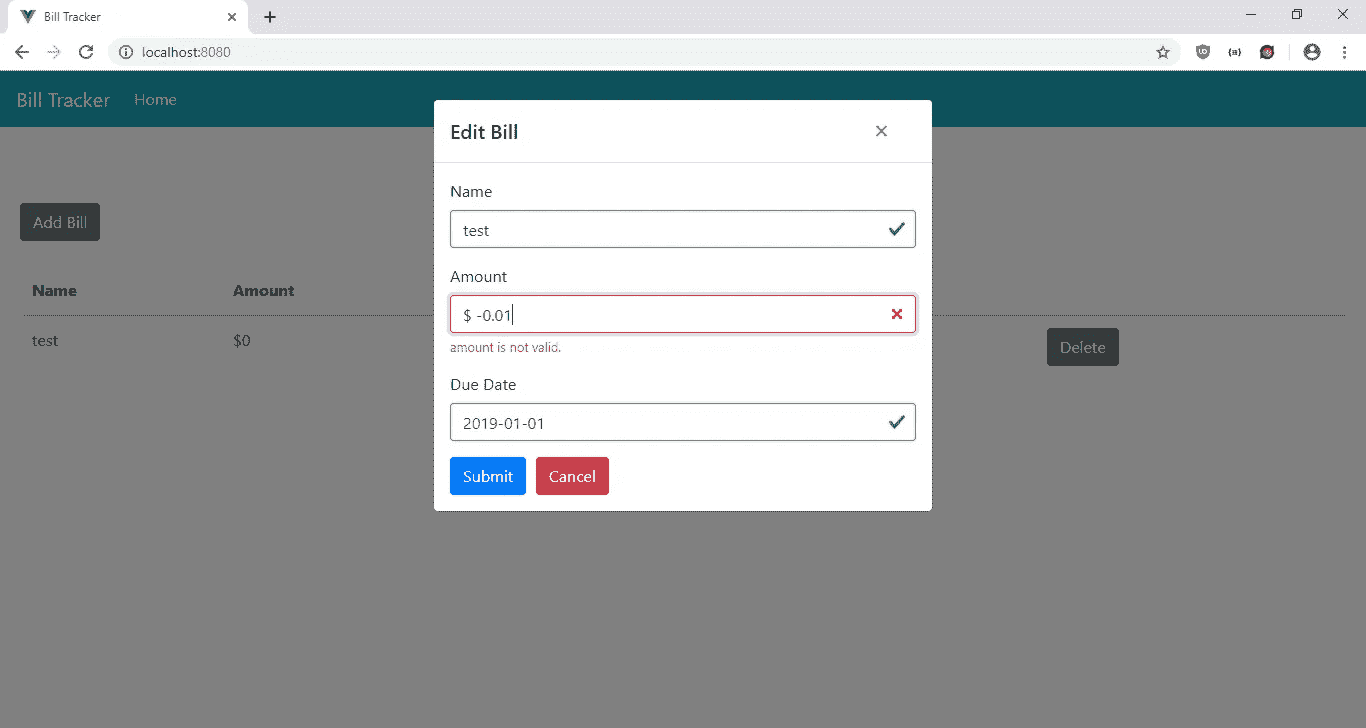 Bill Tracker
localhost:8080
Bill Tracker Home
Edit Bill
Name
test
Amount
$ -0.01
amount is not valid.
Due Date
2019-01-01
Submit Cancel
Add Bill
Name Amount
test $0 Delete